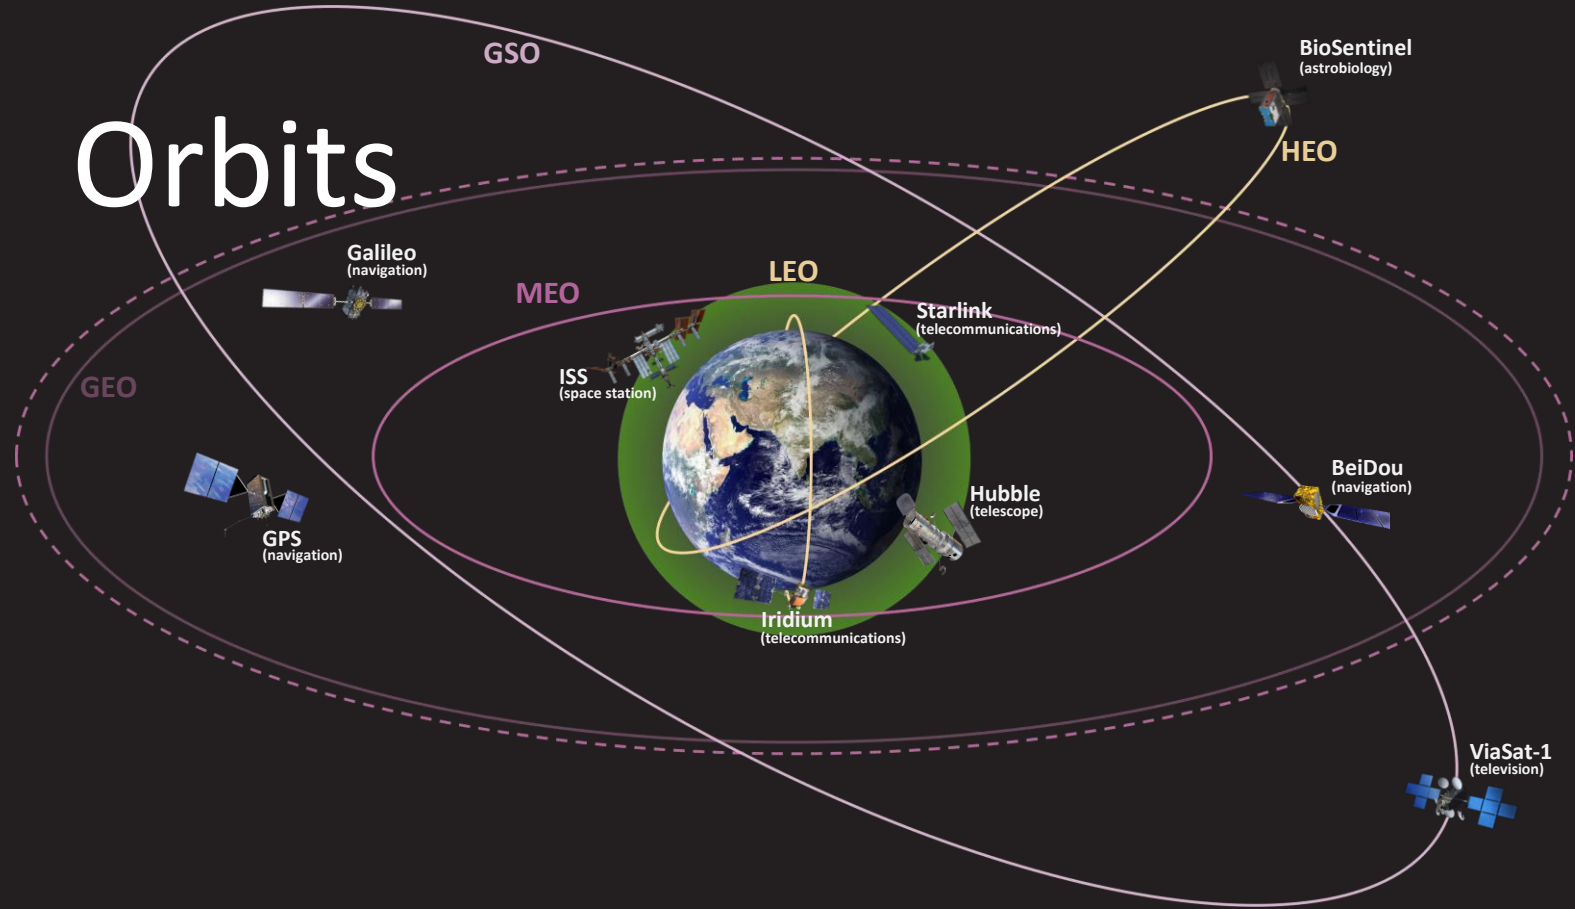 Orbits
GSO
BioSentinel
(astrobiology)
HEO
Galileo
(navigation)
LEO
MEO
Starlink
(telecommunications)
GEO
ISS
(space station)
BeiDou
(navigation)
Hubble
(telescope)
GPS
(navigation)
Iridium
(telecommunications)
ViaSat-1
(television)